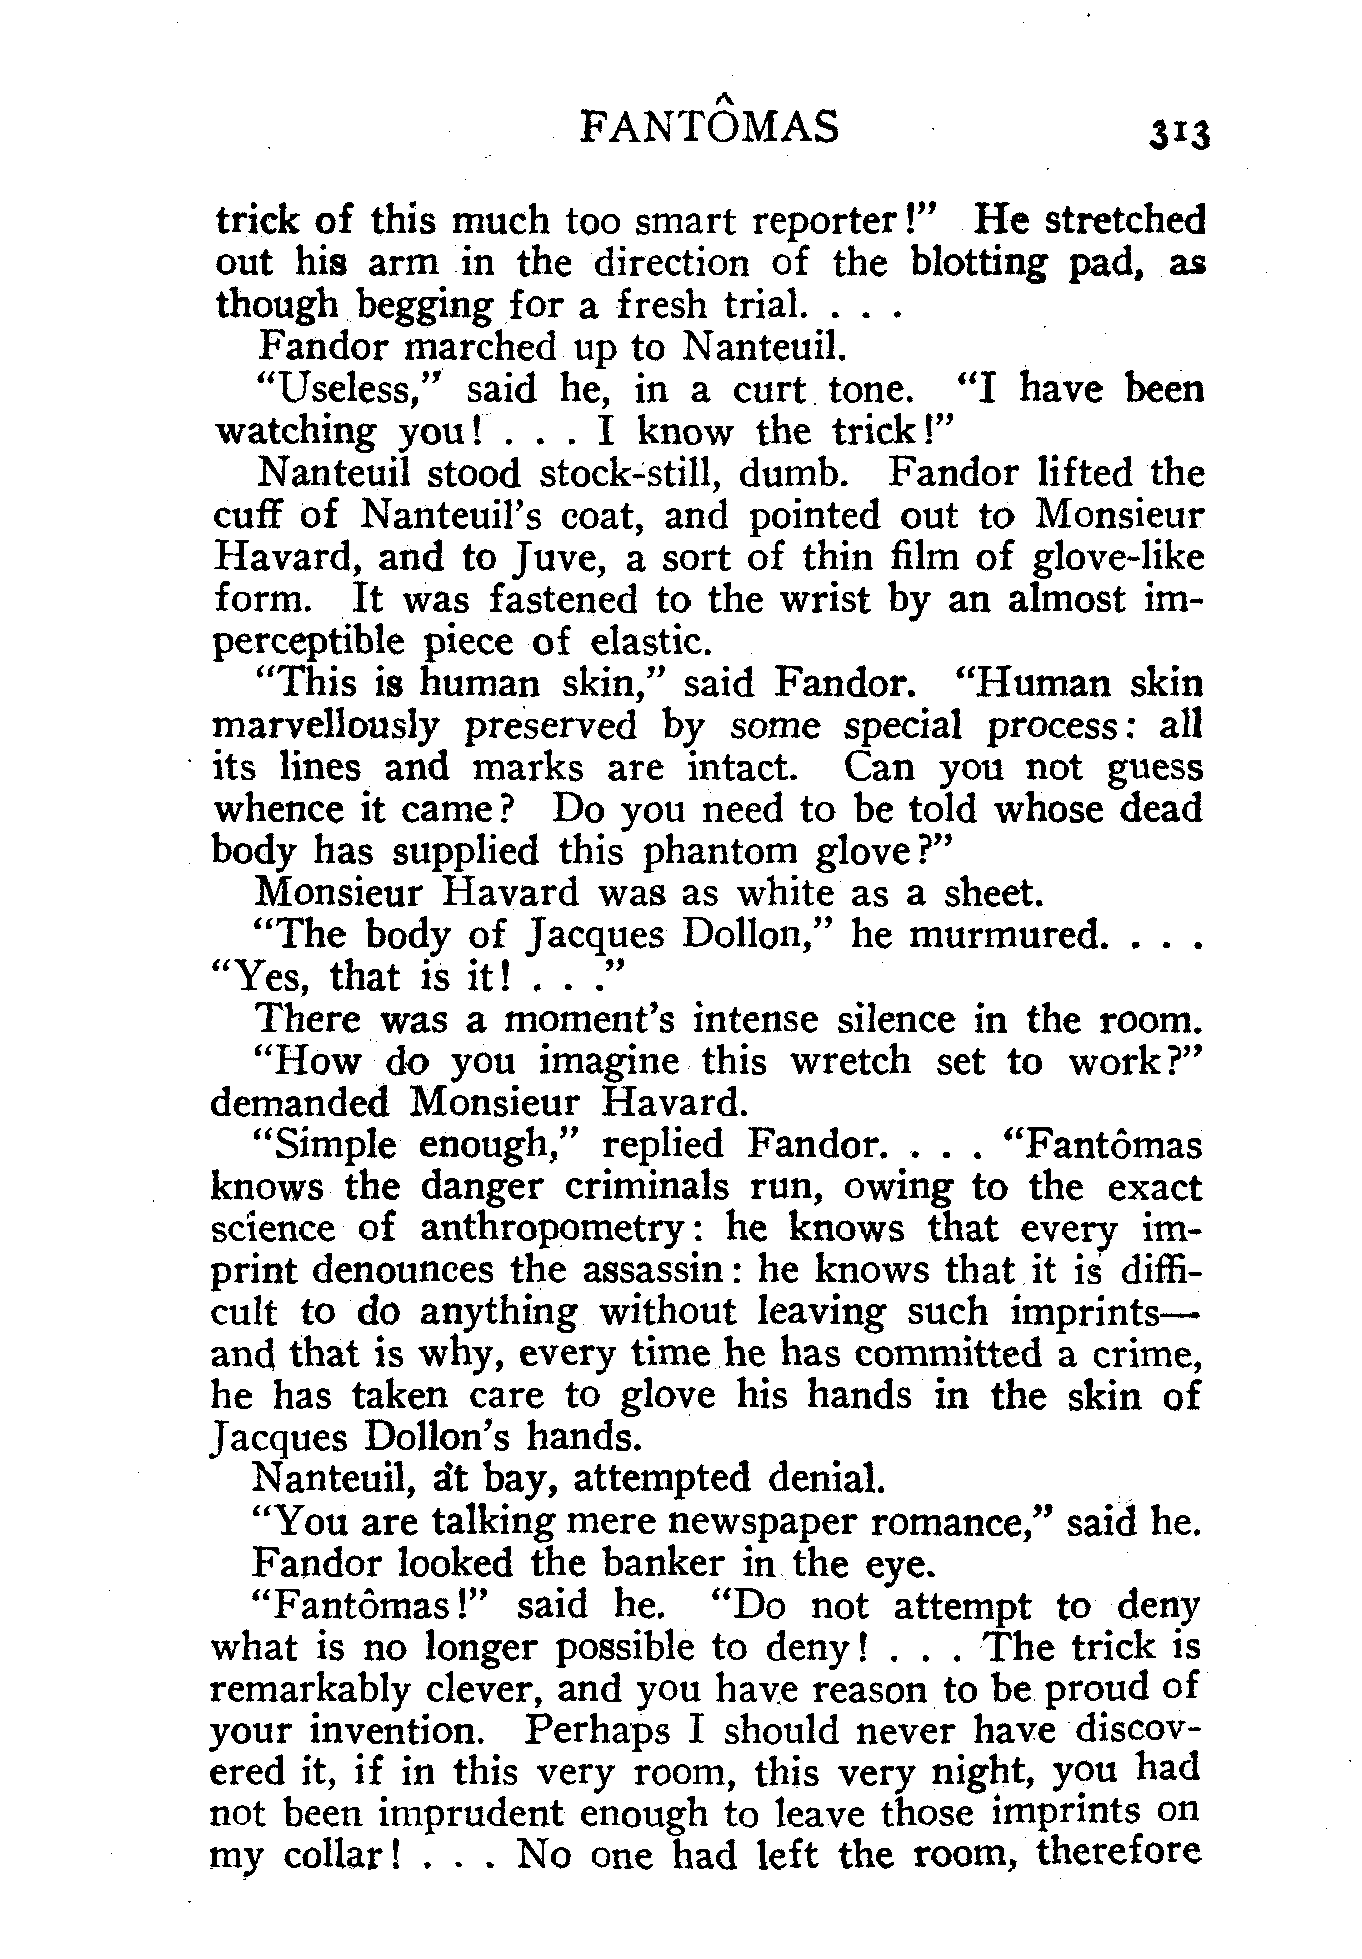 FANTÔMAS 313
trick of this much too smart reporter!” He stretched
out his arm in the direction of the blotting pad, as
though begging for a fresh trial. . . .
Fandor marched up to Nanteuil.
“Useless,” said he, in a curt tone. “I have been
watching you! . . . I know the trick!”
Nanteuil stood stock-still, dumb. Fandor lifted the
cuff of Nanteuil’s coat, and pointed out to Monsieur
Havard, and to Juve, a sort of thin film of glove-like
form. It was fastened to the wrist by an almost im-
perceptible piece of elastic.
“This is human skin,” said Fandor. “Human skin
marvellously preserved by some special process: all
its lines and marks are intact. Can you not guess
whence it came? Do you need to be told whose dead
body has supplied this phantom glove?”
Monsieur Havard was as white as a sheet.
“The body of Jacques Dollon,” he murmured. . . .
“Yes, that is it! . . .”
There was a moment’s intense silence in the room.
“How do you imagine this wretch set to work?”
demanded Monsieur Havard.
“Simple enough,” replied Fandor. . . . “Fantômas
knows the danger criminals run, owing to the exact
science of anthropometry: he knows that every im-
print denounces the assassin: he knows that it is diffi-
cult to do anything without leaving such imprints—
and that is why, every time he has committed a crime,
he has taken care to glove his hands in the skin of
Jacques Dollon’s hands.
Nanteuil, at bay, attempted denial.
“You are talking mere newspaper romance,” said he.
Fandor looked the banker in the eye.
“Fantômas!” said he. “Do not attempt to deny
what is no longer possible to deny! . . . The trick is
remarkably clever, and you have reason to be proud of
your invention. Perhaps I should never have discov-
ered it, if in this very room, this very night, you had
not been imprudent enough to leave those imprints on
my collar! . . . No one had left the room, therefore